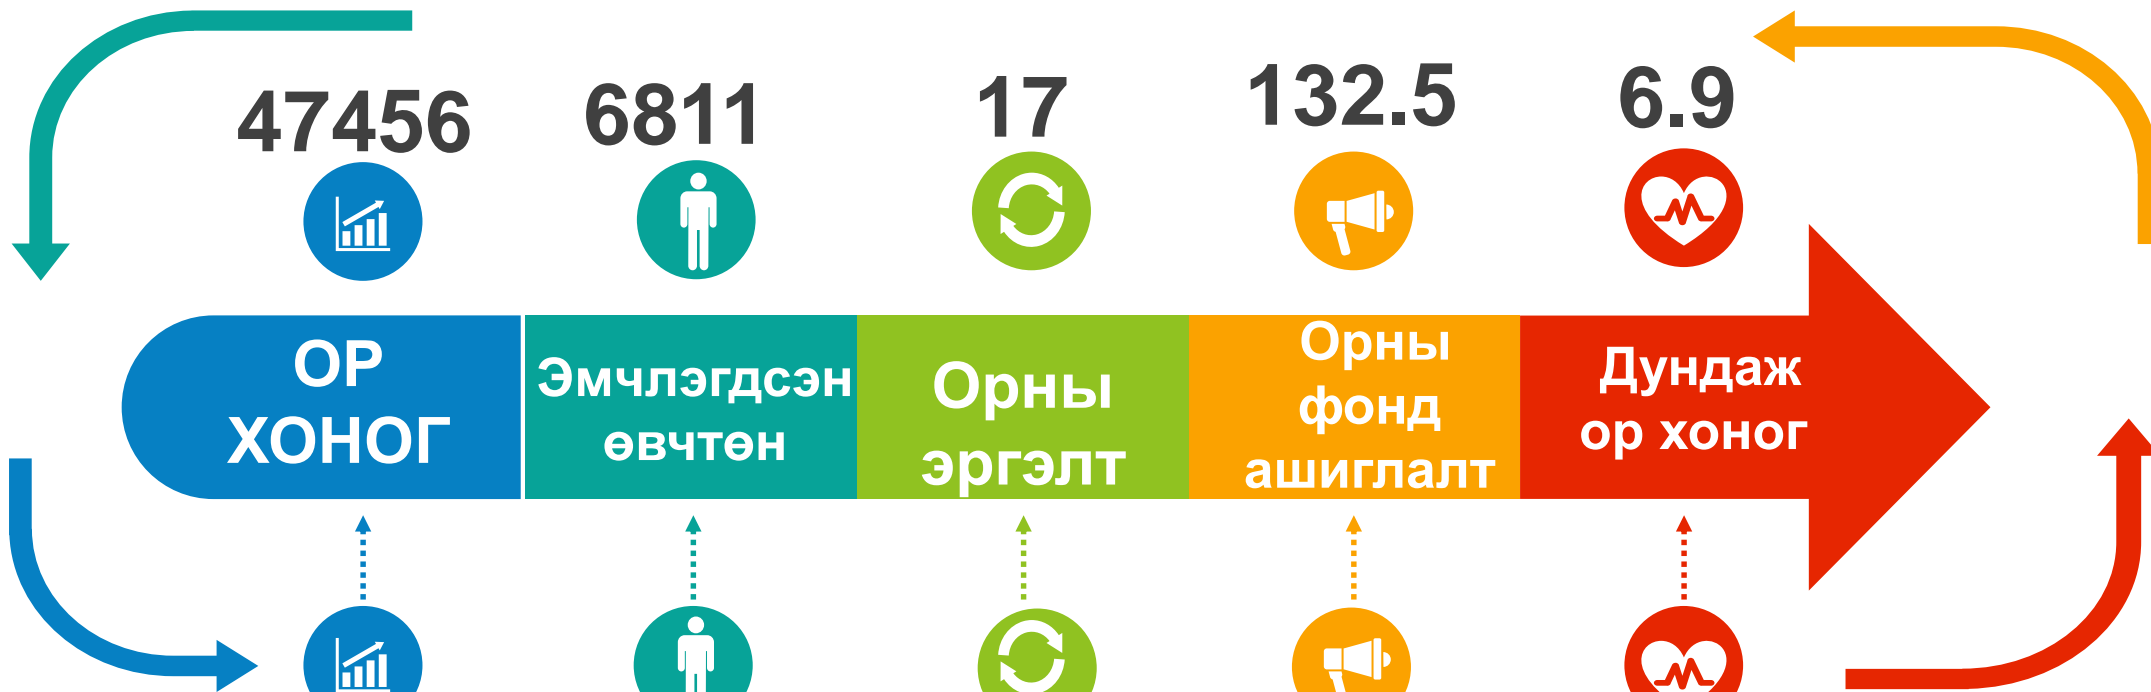 47456
6811
17
132.5
6.9
ОР
ХОНОГ
Эмчлэгдсэн
өвчтөн
Орны
эргэлт
Орны
фонд
ашиглалт
Дундаж
ор хоног